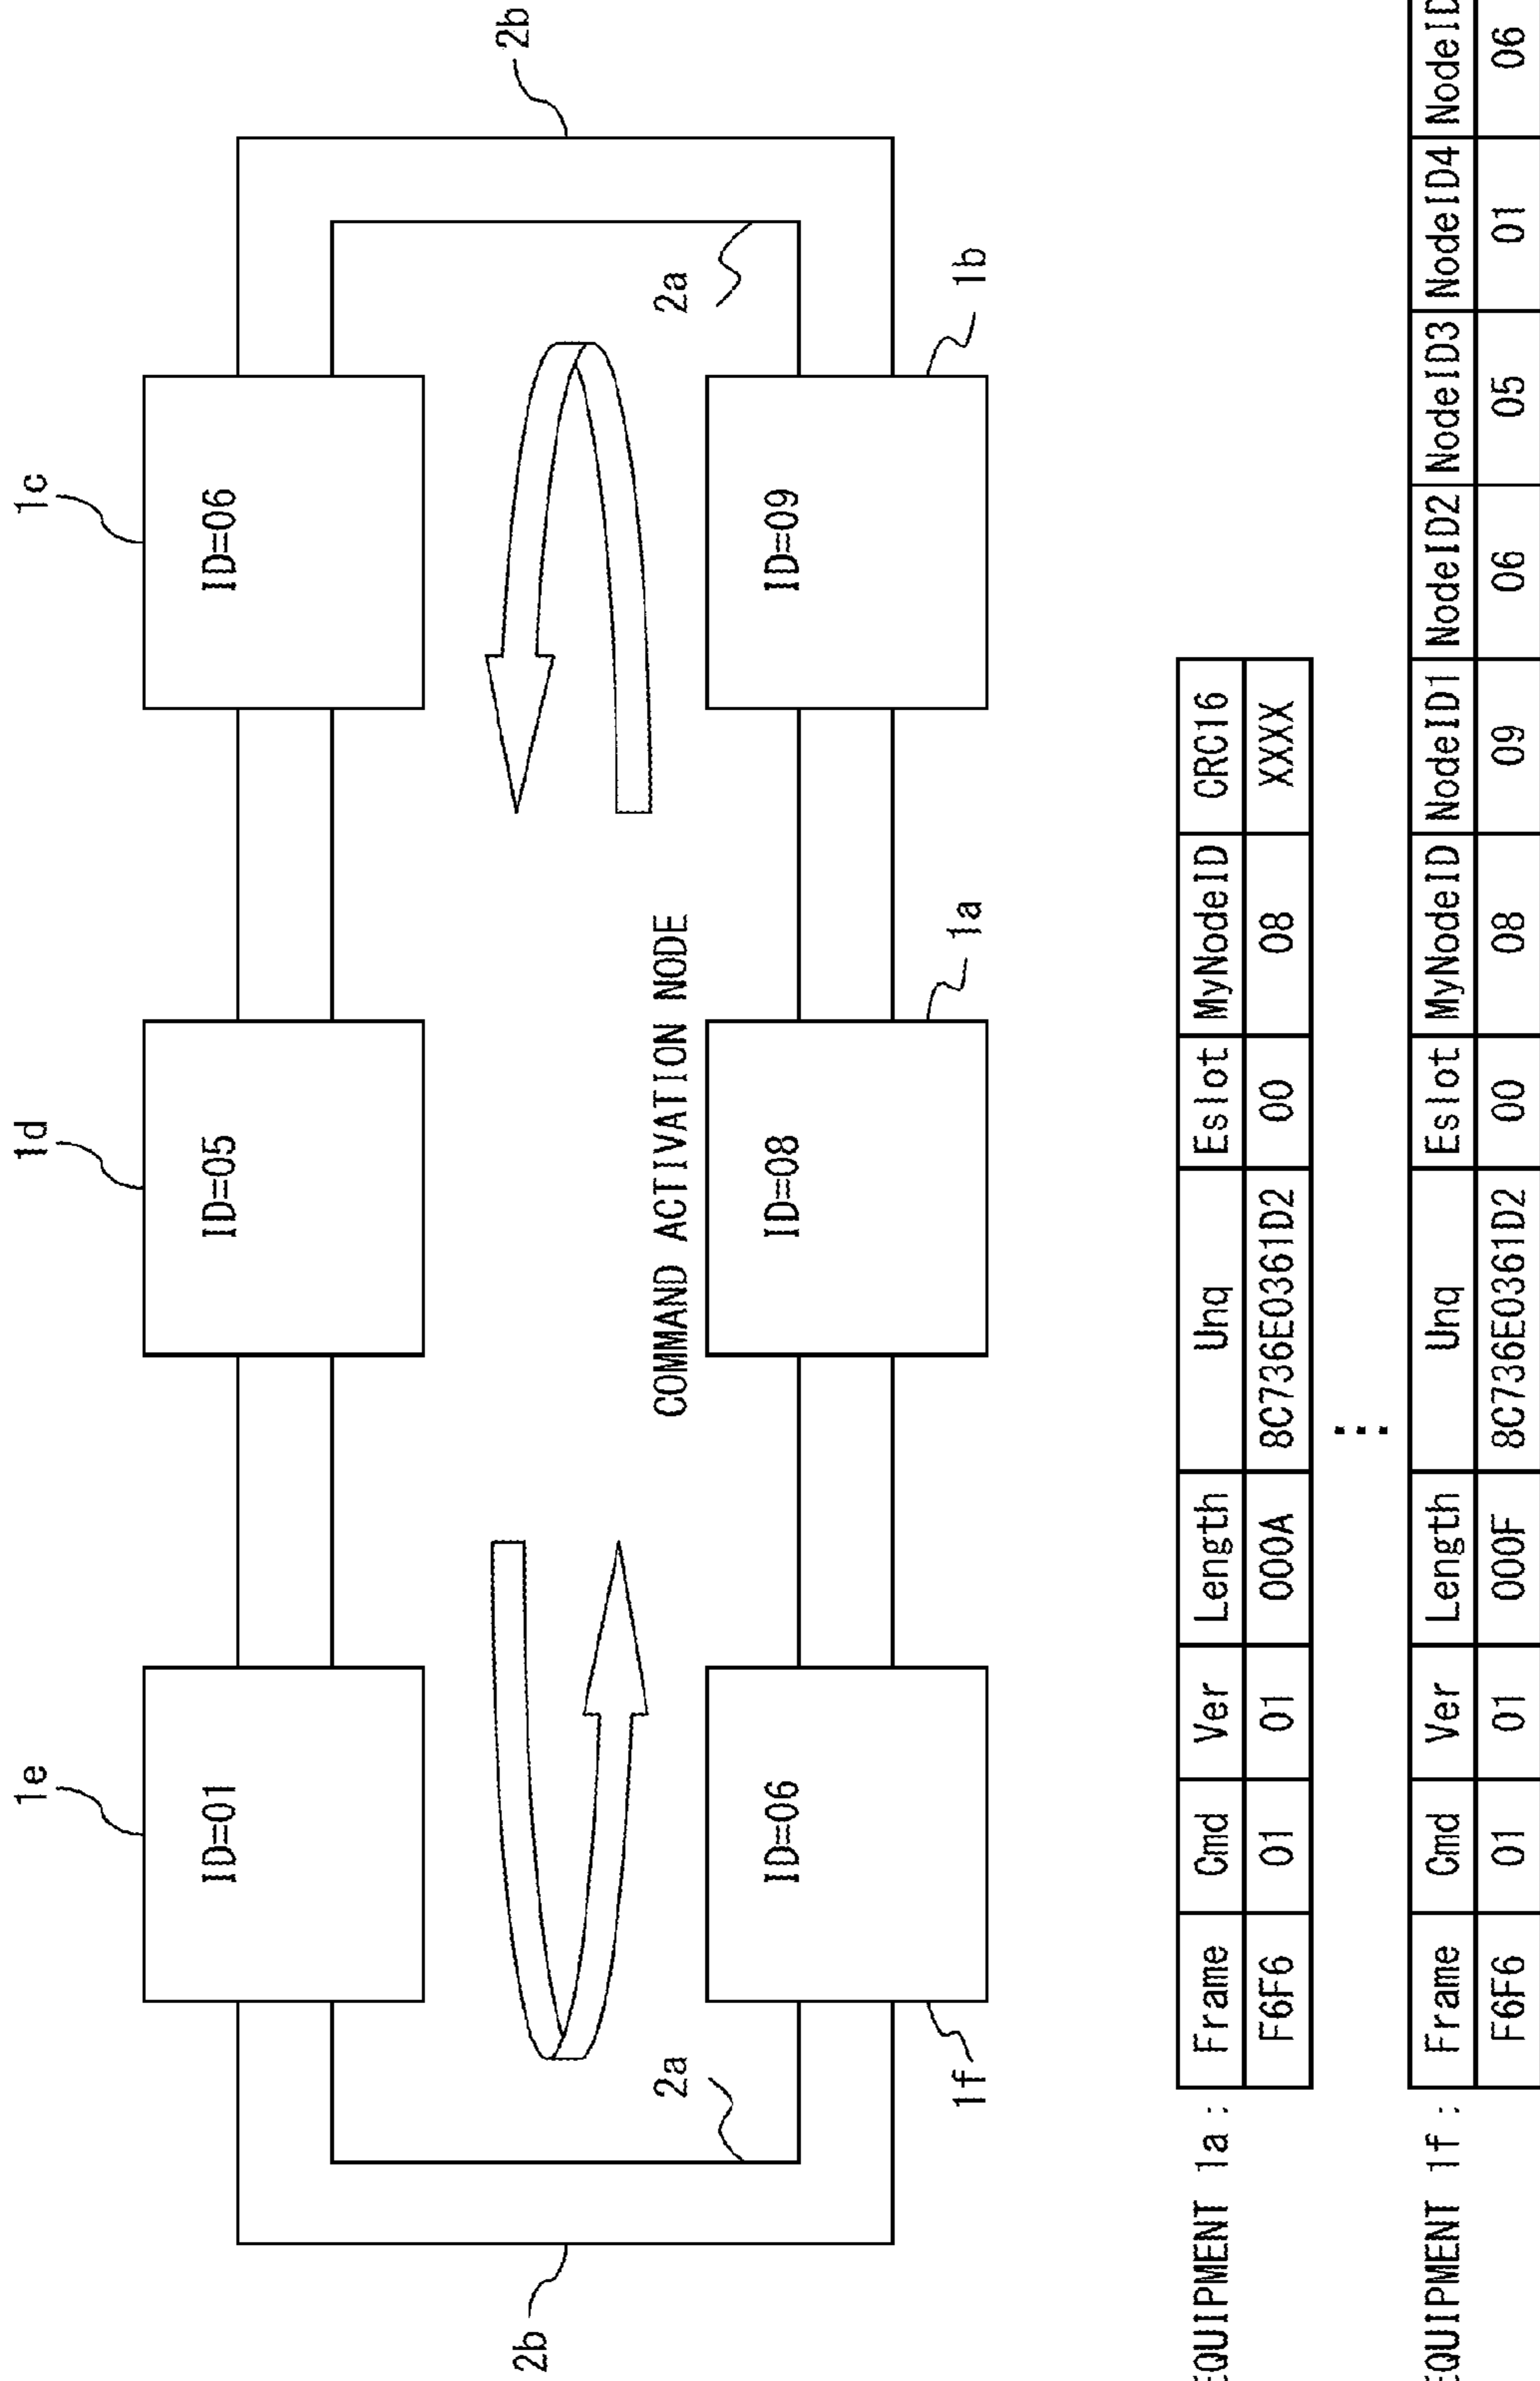 1e 1d 1c
ID=01 ID=05 ID=06
2b 2b
2a COMMAND ACTIVATION NODE 2a
ID=06 ID=08 ID=09
1f 1a 1b
EQUIPMENT 1a : Frame Cmd Ver Length Unq Eslot MyNodeID CRC16
F6F6 01 01 000A 8C736E0361D2 00 08 XXXX
⋮
EQUIPMENT 1f : Frame Cmd Ver Length Unq Eslot MyNodeID NodeID1 NodeID2 NodeID3 NodeID4 NodeID
F6F6 01 01 000F 8C736E0361D2 00 08 09 06 05 01 06